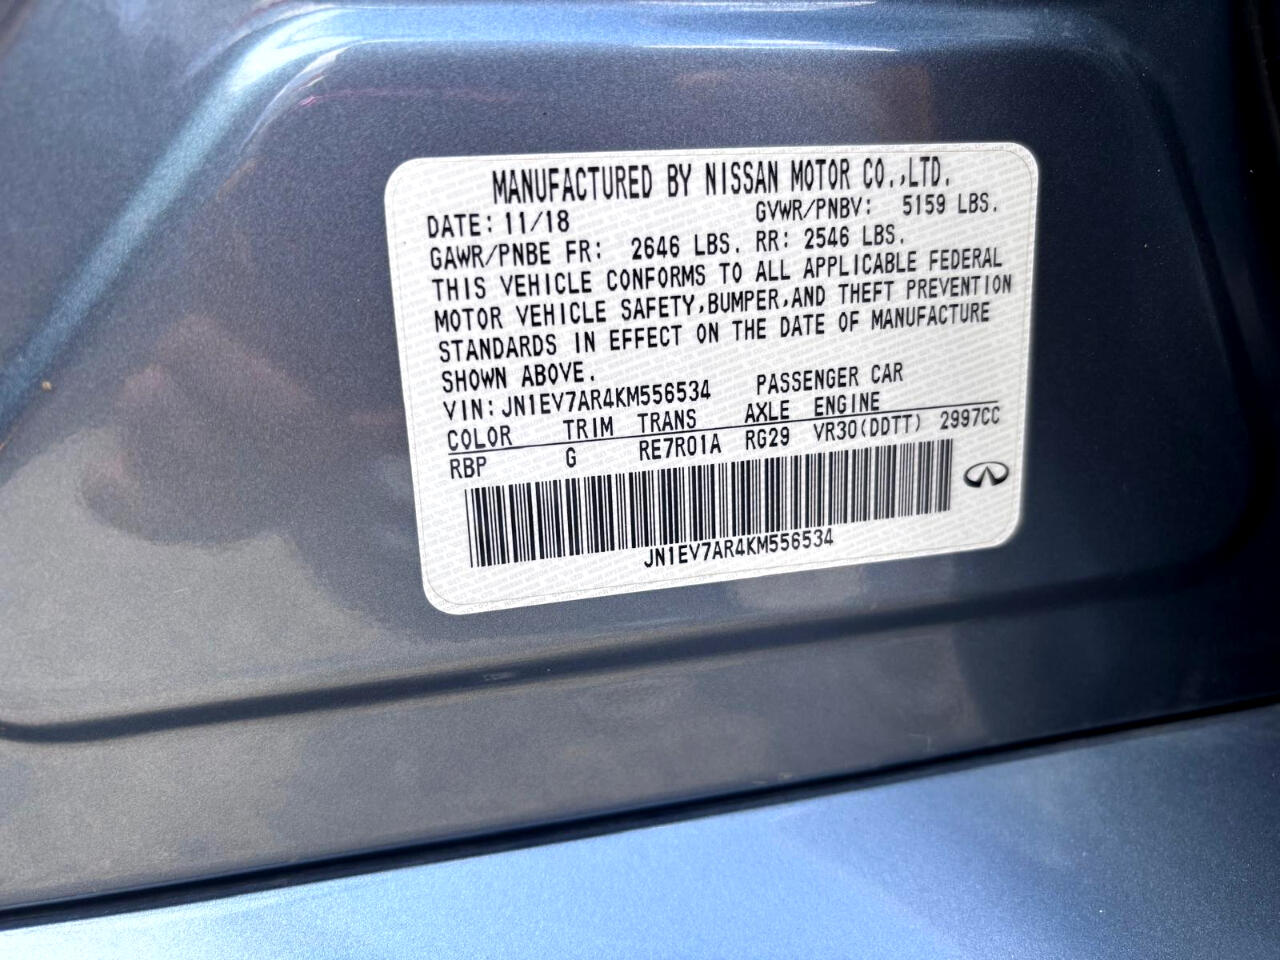 MANUFACTURED BY NISSAN MOTOR CO.,LTD.
DATE: 11/18 GVWR/PNBV: 5159 LBS.
GAWR/PNBE FR: 2646 LBS. RR: 2546 LBS.
THIS VEHICLE CONFORMS TO ALL APPLICABLE FEDERAL
MOTOR VEHICLE SAFETY,BUMPER,AND THEFT PREVENTION
STANDARDS IN EFFECT ON THE DATE OF MANUFACTURE
SHOWN ABOVE.
VIN: JN1EV7AR4KM556534 PASSENGER CAR
COLOR TRIM TRANS AXLE ENGINE
RBP G RE7R01A RG29 VR30(DDTT) 2997CC
JN1EV7AR4KM556534